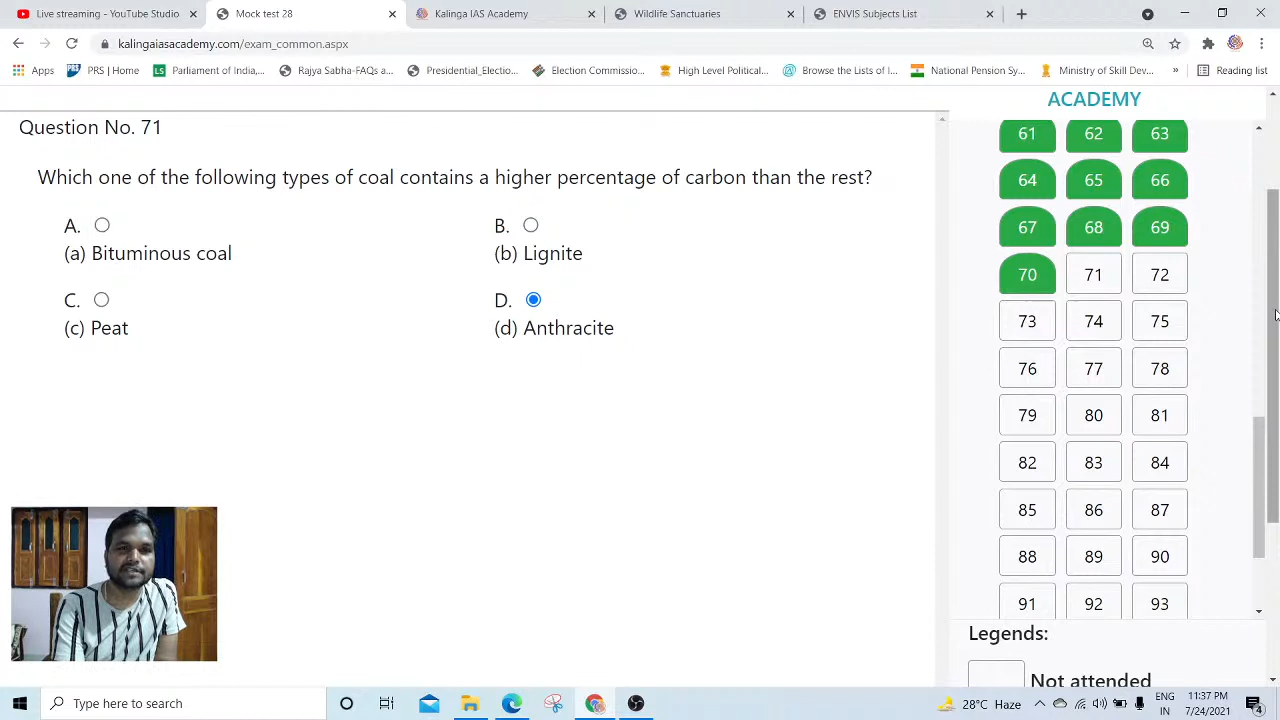 Live streaming - YouTube Studio
Mock test 28
Kalinga IAS Academy
Wildlife Sanctuaries
ENVIS Subjects List
kalingaiasacademy.com/exam_common.aspx
Apps
PRS | Home
LS Parliament of India,...
Rajya Sabha-FAQs a...
Presidential_Electio...
Election Commissio...
High Level Political...
Browse the Lists of I...
National Pension Sy...
Ministry of Skill Dev...
»
Reading list
ACADEMY
Question No. 71
Which one of the following types of coal contains a higher percentage of carbon than the rest?
A.
(a) Bituminous coal
B.
(b) Lignite
C.
(c) Peat
D.
(d) Anthracite
61 62 63
64 65 66
67 68 69
70 71 72
73 74 75
76 77 78
79 80 81
82 83 84
85 86 87
88 89 90
91 92 93
Legends:
Not attended
Type here to search
28°C Haze
ENG
IN
11:37 PM
7/24/2021
4